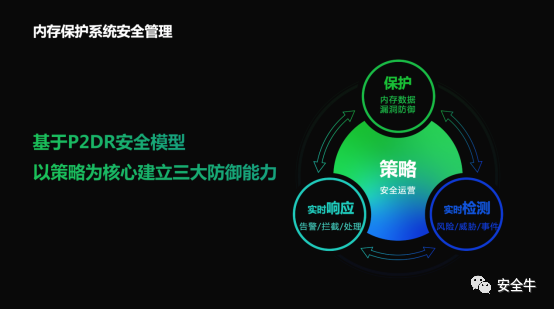 内存保护系统安全管理
基于P2DR安全模型
以策略为核心建立三大防御能力
保护
内存数据
漏洞防御
策略
安全运营
实时响应
告警/拦截/处理
实时检测
风险/威胁/事件
安全牛